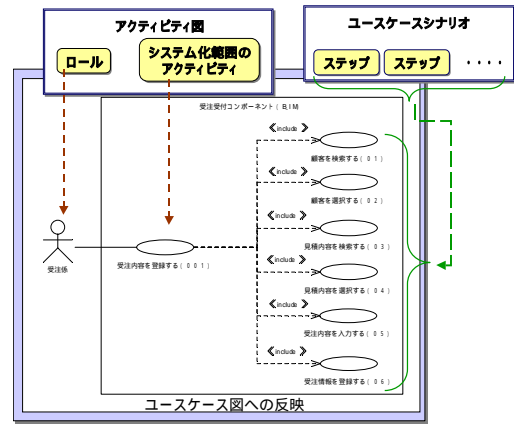 アクティビティ図
ロール
システム化範囲の
アクティビティ
ユースケースシナリオ
ステップ
ステップ
・・・・
受注受付コンポーネント(BJM)
≪include≫
顧客を検索する(01)
≪include≫
顧客を選択する(02)
≪include≫
見積内容を検索する(03)
≪include≫
見積内容を選択する(04)
≪include≫
受注内容を入力する(05)
≪include≫
受注情報を登録する(06)
受注係
受注内容を登録する(001)
ユースケース図への反映